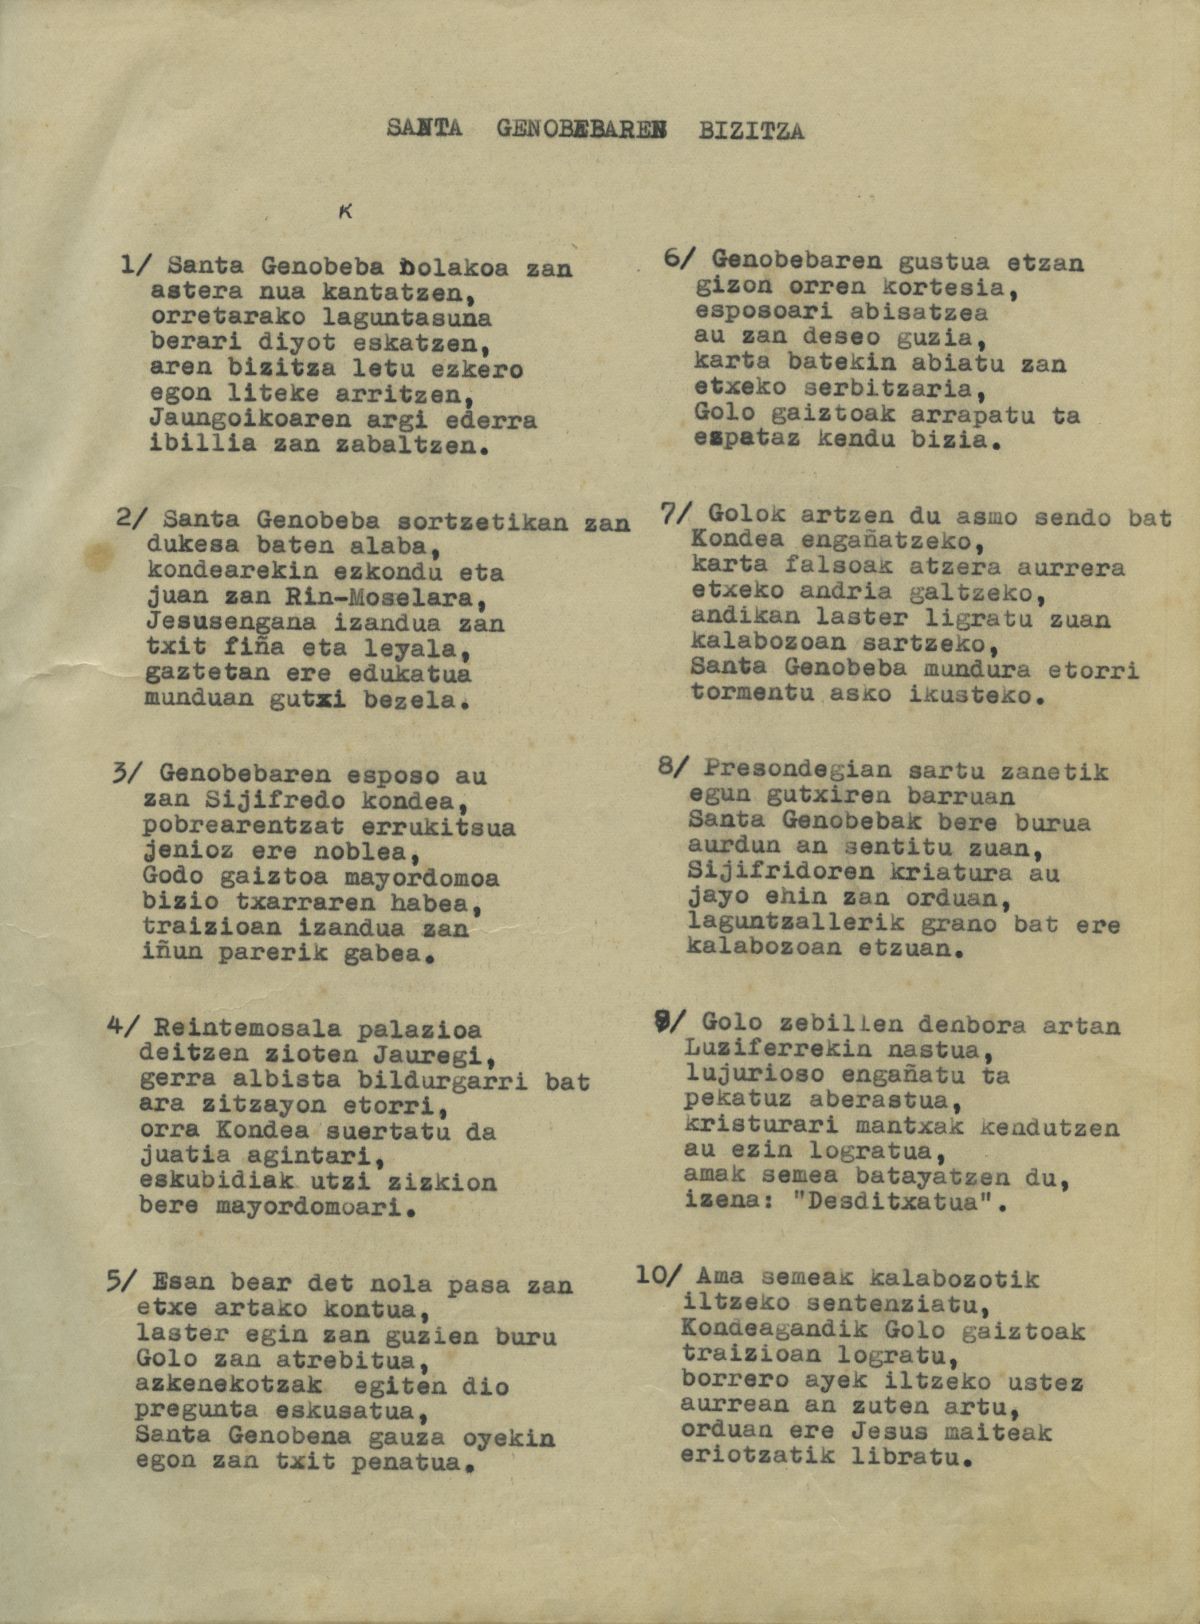 SANTA GENOBEBAREN BIZITZA
K
1/ Santa Genobeba nolakoa zan
astera nua kantatzen,
orretarako laguntasuna
berari diyot eskatzen,
aren bizitza letu ezkero
egon liteke arritzen,
Jaungoikoaren argi ederra
ibillia zan zabaltzen.
2/ Santa Genobeba sortzetikan zan
dukesa baten alaba,
kondearekin ezkondu eta
juan zan Rin-Moselara,
Jesusengana izandua zan
txit fiña eta leyala,
gaztetan ere edukatua
munduan gutxi bezela.
3/ Genobebaren esposo au
zan Sijifredo kondea,
pobrearentzat errukitsua
jenioz ere noblea,
Godo gaiztoa mayordomoa
bizio txarraren habea,
traizioan izandua zan
iñun parerik gabea.
4/ Reintemosala palazioa
deitzen zioten Jauregi,
gerra albista bildurgarri bat
ara zitzayon etorri,
orra Kondea suertatu da
juatia agintari,
eskubidiak utzi zizkion
bere mayordomoari.
5/ Esan bear det nola pasa zan
etxe artako kontua,
laster egin zan guzien buru
Golo zan atrebitua,
azkenekotzak egiten dio
pregunta eskusatua,
Santa Genobena gauza oyekin
egon zan txit penatua.
6/ Genobebaren gustua etzan
gizon orren kortesia,
esposoari abisatzea
au zan deseo guzia,
karta batekin abiatu zan
etxeko serbitzaria,
Golo gaiztoak arrapatu ta
ezpataz kendu bizia.
7/ Golok artzen du asmo sendo bat
Kondea engañatzeko,
karta falsoak atzera aurrera
etxeko andria galtzeko,
andikan laster ligratu zuan
kalabozoan sartzeko,
Santa Genobeba mundura etorri
tormentu asko ikusteko.
8/ Presondegian sartu zanetik
egun gutxiren barruan
Santa Genobebak bere burua
aurdun an sentitu zuan,
Sijifridoren kriatura au
jayo ehin zan orduan,
laguntzallerik grano bat ere
kalabozoan etzuan.
9/ Golo zebillen denbora artan
Luziferrekin nastua,
lujurioso engañatu ta
pekatuz aberastua,
kristurari mantxak kendutzen
au ezin logratua,
amak semea batayatzen du,
izena: "Desditxatua".
10/ Ama semeak kalabozotik
iltzeko sentenziatu,
Kondeagandik Golo gaiztoak
traizioan logratu,
borrero ayek iltzeko ustez
aurrean an zuten artu,
orduan ere Jesus maiteak
eriotzatik libratu.